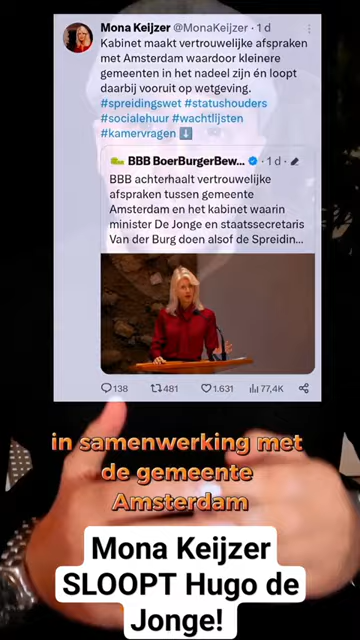 Mona Keijzer @MonaKeijzer · 1 d
Kabinet maakt vertrouwelijke afspraken
met Amsterdam waardoor kleinere
gemeenten in het nadeel zijn én loopt
daarbij vooruit op wetgeving.
#spreidingswet #statushouders
#socialehuur #wachtlijsten
#kamervragen ⬇️
BBB BoerBurgerBew... · 1 d ·
BBB achterhaalt vertrouwelijke
afspraken tussen gemeente
Amsterdam en het kabinet waarin
minister De Jonge en staatssecretaris
Van der Burg doen alsof de Spreidin...
138 481 1.631 77,4K
in samenwerking met
de gemeente
Amsterdam
Mona Keijzer
SLOOPT Hugo de
Jonge!